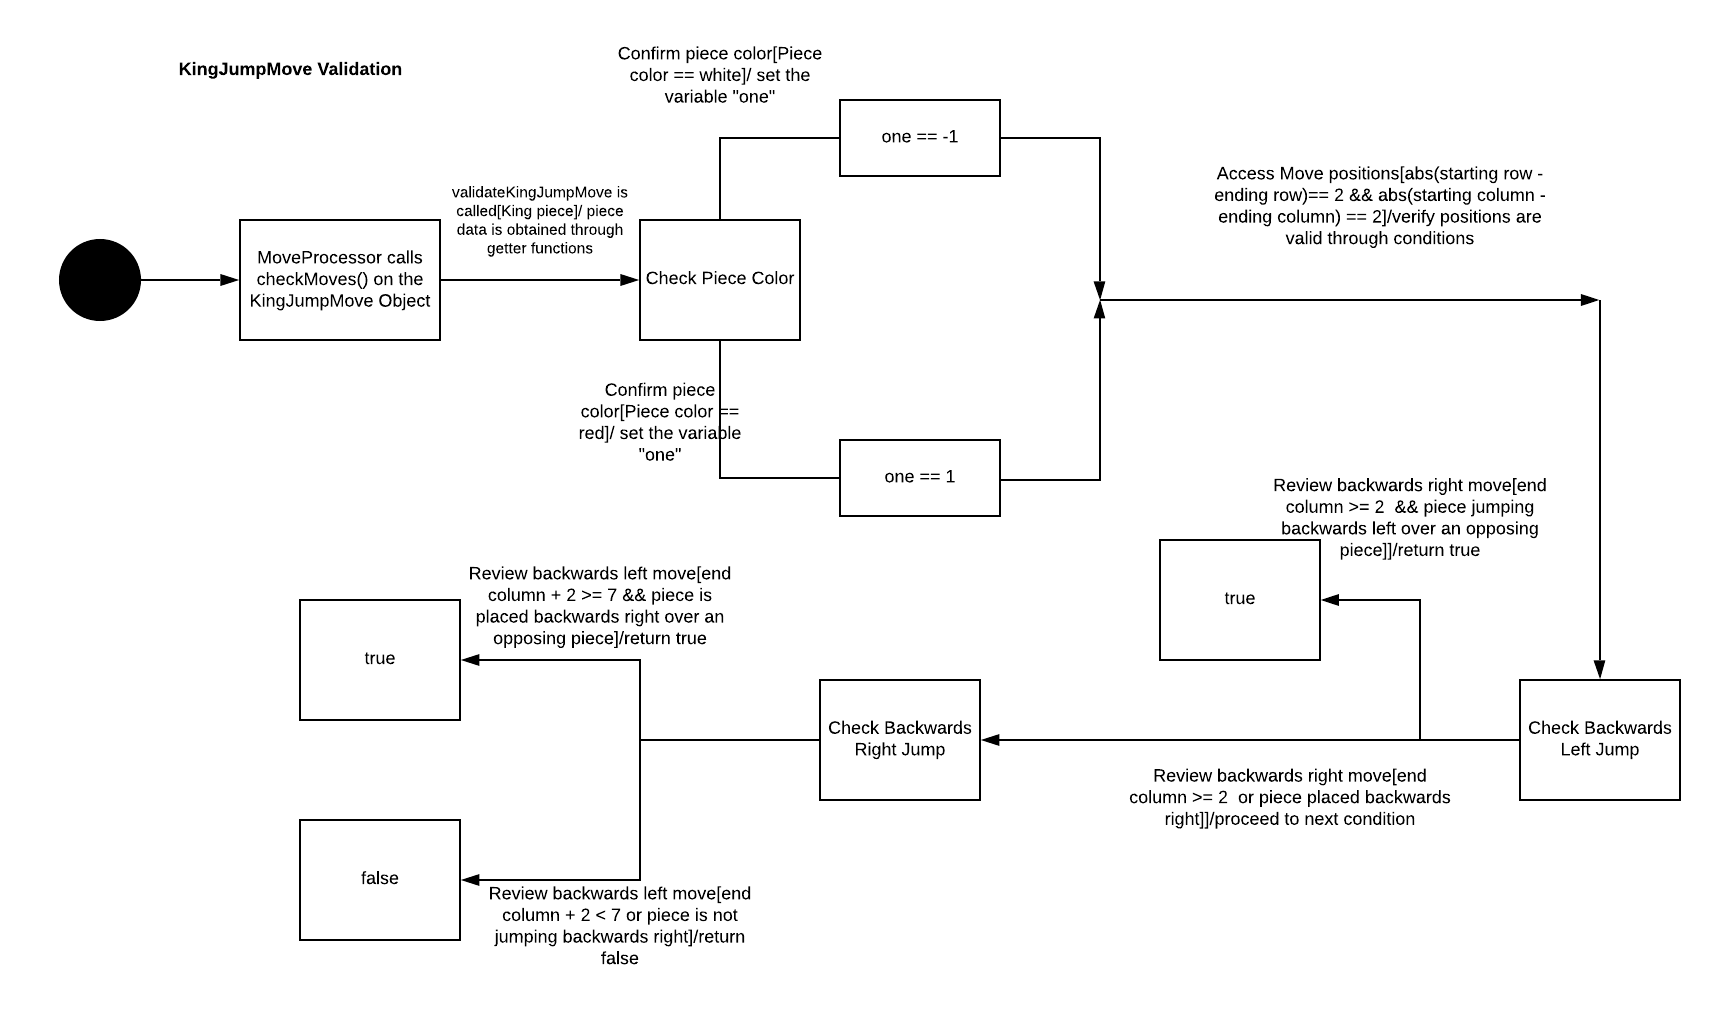 KingJumpMove Validation
Confirm piece color[Piece
color == white]/ set the
variable "one"
one == -1
validateKingJumpMove is
called[King piece]/ piece
data is obtained through
getter functions
MoveProcessor calls
checkMoves() on the
KingJumpMove Object
Check Piece Color
Access Move positions[abs(starting row -
ending row)== 2 && abs(starting column -
ending column) == 2]/verify positions are
valid through conditions
Confirm piece
color[Piece color ==
red]/ set the variable
"one"
one == 1
Review backwards right move[end
column >= 2  && piece jumping
backwards left over an opposing
piece]]/return true
true
Check Backwards
Left Jump
Review backwards right move[end
column >= 2  or piece placed backwards
right]]/proceed to next condition
Check Backwards
Right Jump
Review backwards left move[end
column + 2 >= 7 && piece is
placed backwards right over an
opposing piece]/return true
true
false
Review backwards left move[end
column + 2 < 7 or piece is not
jumping backwards right]/return
false